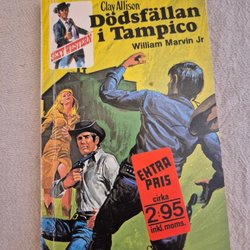 Clay Allison
Dödsfällan
i Tampico
William Marvin Jr
EXTRA
PRIS
cirka
2:95
inkl. moms.